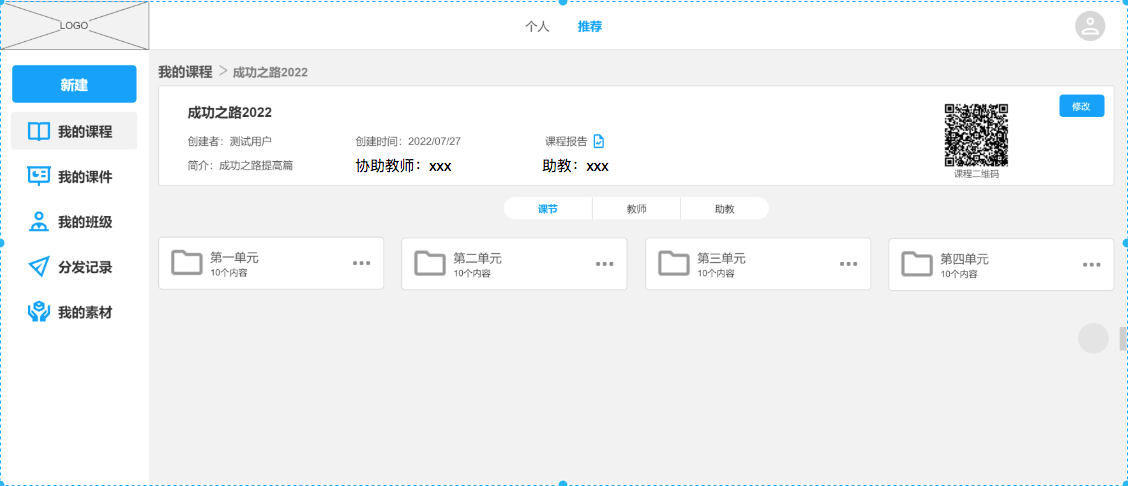 LOGO
个人 推荐
新建
我的课程
我的课件
我的班级
分发记录
我的素材
我的课程 > 成功之路2022
成功之路2022
修改
创建者：测试用户 创建时间：2022/07/27 课程报告
简介：成功之路提高篇 协助教师：xxx 助教：xxx
课程二维码
课节 教师 助教
第一单元
10个内容
第二单元
10个内容
第三单元
10个内容
第四单元
10个内容